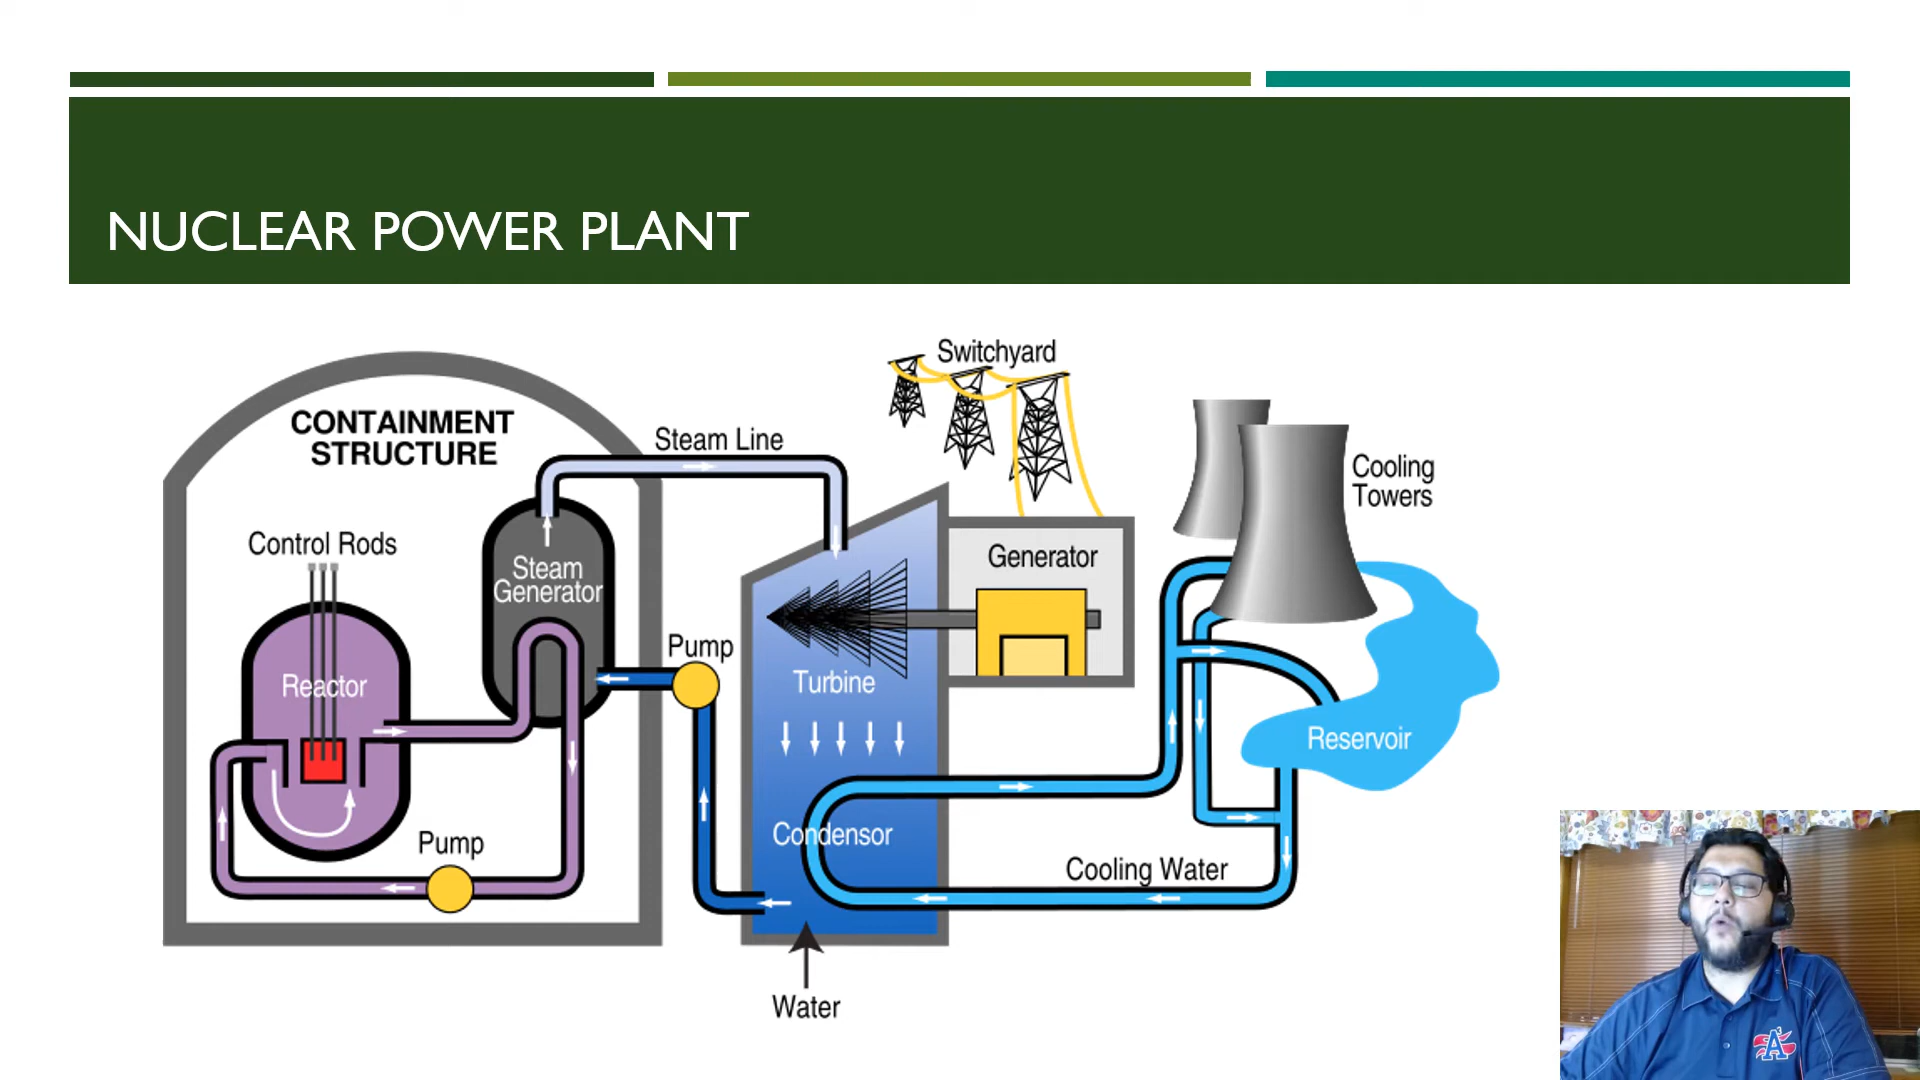 NUCLEAR POWER PLANT
Switchyard
CONTAINMENT
STRUCTURE
Steam Line
Cooling
Towers
Control Rods
Steam
Generator
Generator
Pump
Reactor
Turbine
Reservoir
Condensor
Pump
Cooling Water
Water
A